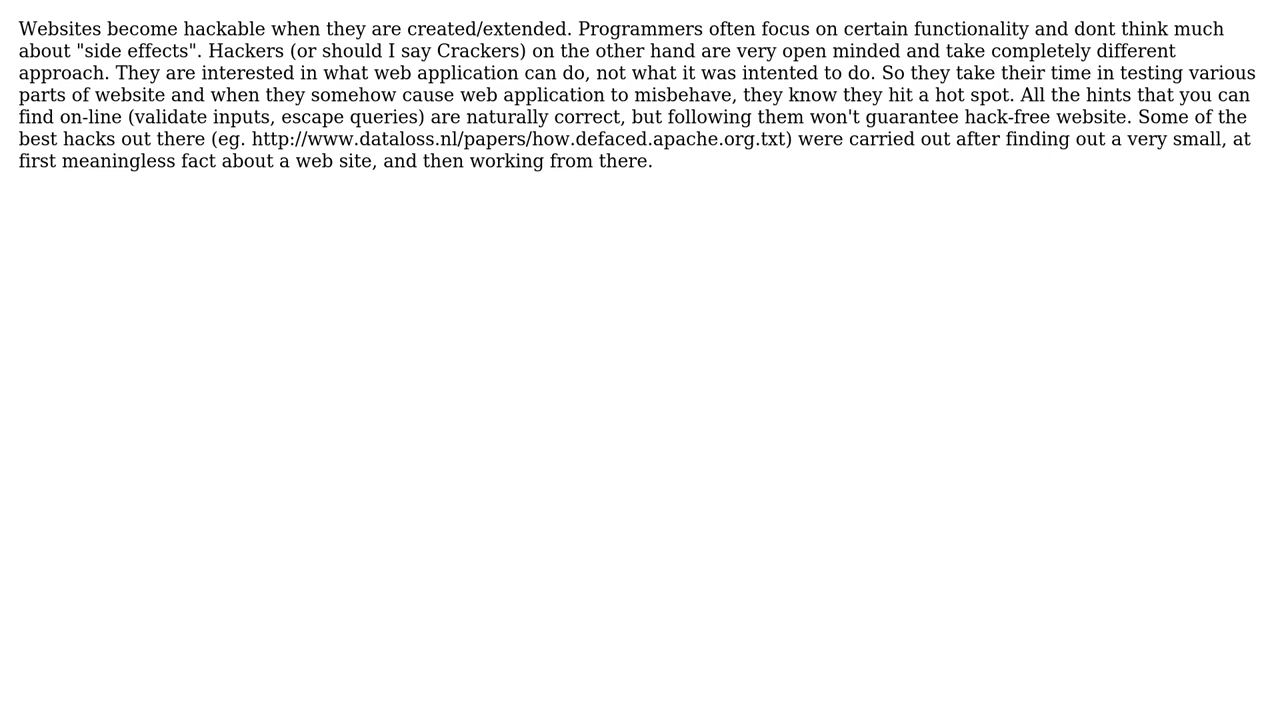 Websites become hackable when they are created/extended. Programmers often focus on certain functionality and dont think much
about "side effects". Hackers (or should I say Crackers) on the other hand are very open minded and take completely different
approach. They are interested in what web application can do, not what it was intented to do. So they take their time in testing various
parts of website and when they somehow cause web application to misbehave, they know they hit a hot spot. All the hints that you can
find on-line (validate inputs, escape queries) are naturally correct, but following them won't guarantee hack-free website. Some of the
best hacks out there (eg. http://www.dataloss.nl/papers/how.defaced.apache.org.txt) were carried out after finding out a very small, at
first meaningless fact about a web site, and then working from there.